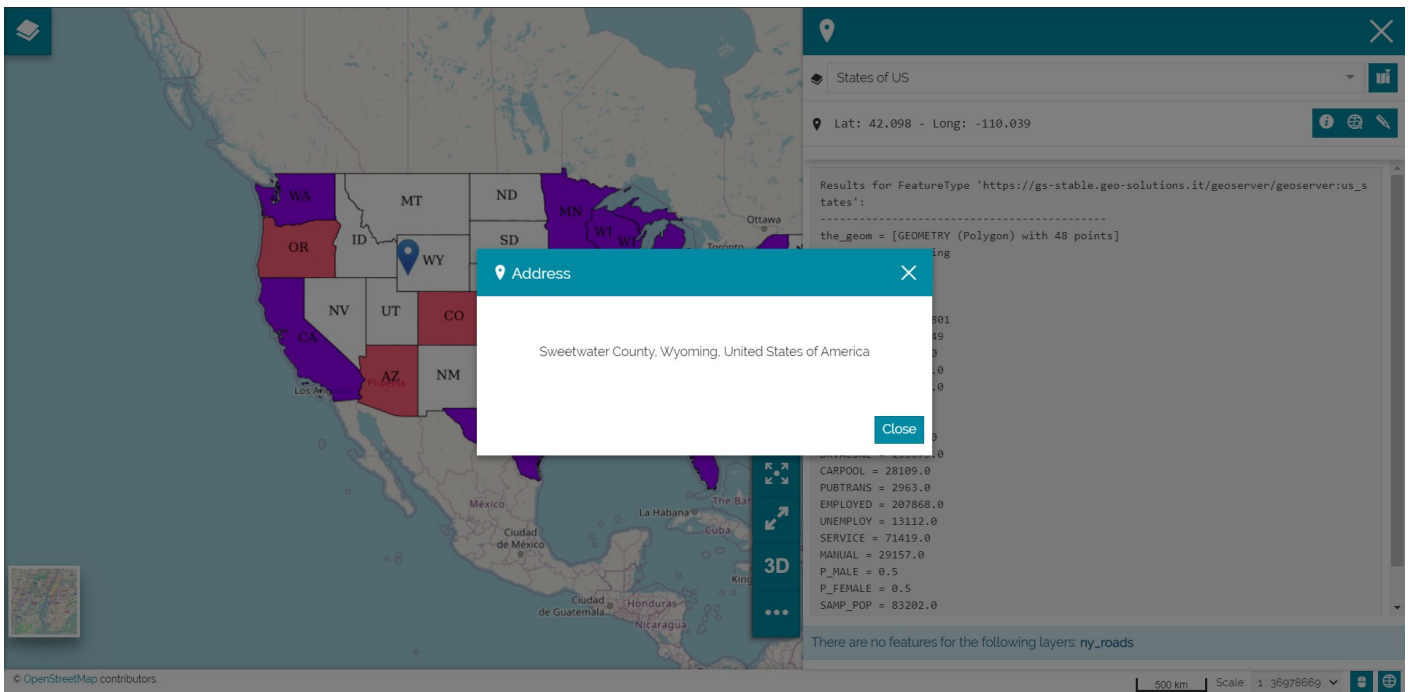 States of US
Lat: 42.098 - Long: -110.039
Results for FeatureType 'https://gs-stable.geo-solutions.it/geoserver/geoserver:us_s
tates':
--------------------------------------------
the_geom = [GEOMETRY (Polygon) with 48 points]
CARPOOL = 28109.0
PUBTRANS = 2963.0
EMPLOYED = 207868.0
UNEMPLOY = 13112.0
SERVICE = 71419.0
MANUAL = 29157.0
P_MALE = 0.5
P_FEMALE = 0.5
SAMP_POP = 83202.0
There are no features for the following layers: ny_roads
Address
Sweetwater County, Wyoming, United States of America
Close
WA
MT
ND
MN
Ottawa
OR
ID
SD
WI
MI
Toronto
WY
NV
UT
CO
CA
AZ
Phoenix
NM
Los Ang
México
La Habana
The Bah
Cuba
Ciudad
de México
King
Ciudad
de Guatemala
Honduras
Nicaragua
3D
© OpenStreetMap contributors.
500 km
Scale: 1 : 36978669